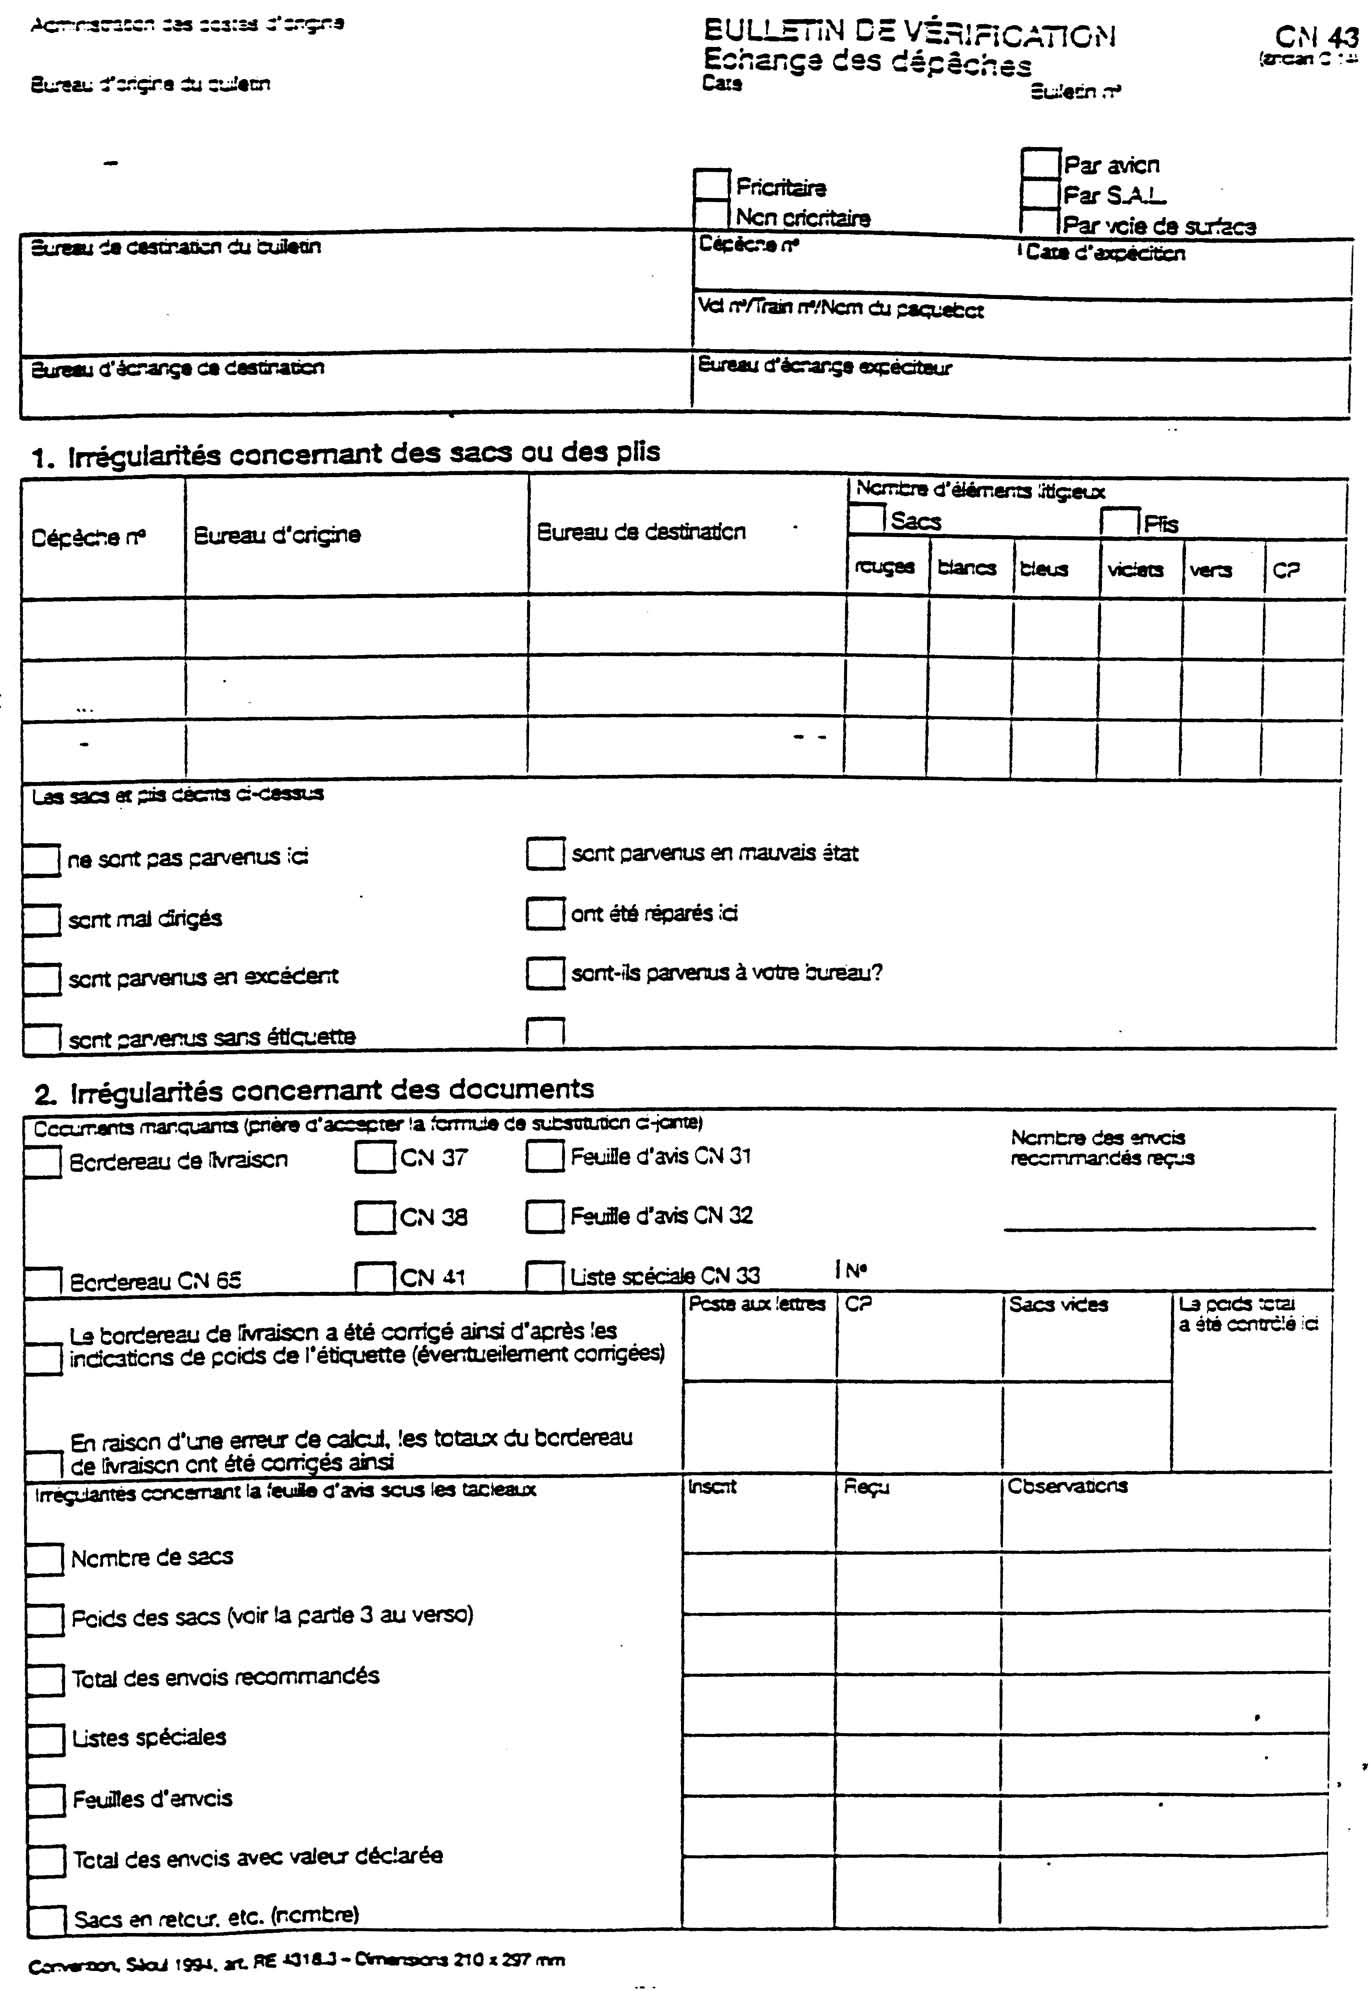 Administration des postes d'origine
BULLETIN DE VÉRIFICATION
CN 43
Echange des dépêches
(ancien C 14)
Bureau d'origine du bulletin
Date
Bulletin nº
Prioritaire
Non prioritaire
Par avion
Par S.A.L.
Par voie de surface
Bureau de destination du bulletin
Dépêche nº
Date d'expédition
Vol nº/Train nº/Nom du paquebot
Bureau d'échange de destination
Bureau d'échange expéditeur
1. Irrégularités concernant des sacs ou des plis
Dépêche nº
Bureau d'origine
Bureau de destination
Nombre d'éléments litigieux
Sacs
Plis
rouges
blancs
bleus
violets
verts
CP
Les sacs et plis décrits ci-dessus
ne sont pas parvenus ici
sont parvenus en mauvais état
sont mal dirigés
ont été réparés ici
sont parvenus en excédent
sont-ils parvenus à votre bureau?
sont parvenus sans étiquette
2. Irrégularités concernant des documents
Documents manquants (prière d'accepter la formule de substitution ci-jointe)
Bordereau de livraison
CN 37
Feuille d'avis CN 31
Nombre des envois
recommandés reçus
CN 38
Feuille d'avis CN 32
Bordereau CN 65
CN 41
Liste spéciale CN 33
Nº
Poste aux lettres
CP
Sacs vides
Le poids total
a été contrôlé ici
Le bordereau de livraison a été corrigé ainsi d'après les
indications de poids de l'étiquette (éventuellement corrigées)
En raison d'une erreur de calcul, les totaux du bordereau
de livraison ont été corrigés ainsi
Irrégularités concernant la feuille d'avis sous les tableaux
Inscrit
Reçu
Observations
Nombre de sacs
Poids des sacs (voir la partie 3 au verso)
Total des envois recommandés
Listes spéciales
Feuilles d'envois
Total des envois avec valeur déclarée
Sacs en retour, etc. (nombre)
Convention, Séoul 1994, art. RE 4318.3 – Dimensions 210 x 297 mm